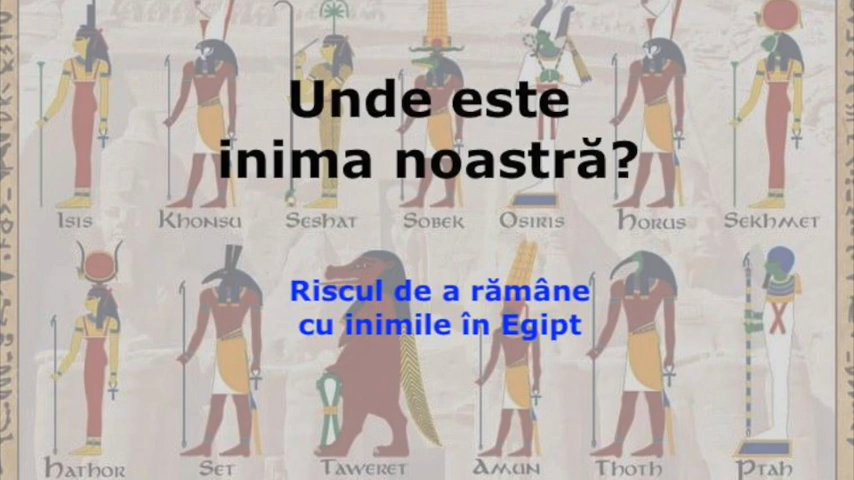 Unde este
inima noastră?
Isis Khonsu Seshat Sobek Osiris Horus Sekhmet
Riscul de a rămâne
cu inimile în Egipt
Hathor Set Taweret Amun Thoth Ptah